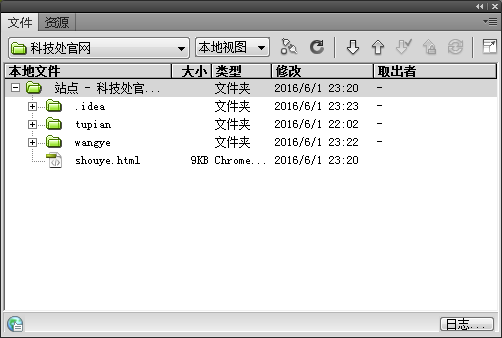 文件 资源
科技处官网 本地视图
本地文件 大小 类型 修改 取出者
站点 - 科技处官... 文件夹 2016/6/1 23:20 -
.idea 文件夹 2016/6/1 23:23 -
tupian 文件夹 2016/6/1 22:02 -
wangye 文件夹 2016/6/1 23:22 -
shouye.html 9KB Chrome... 2016/6/1 23:20
日志...